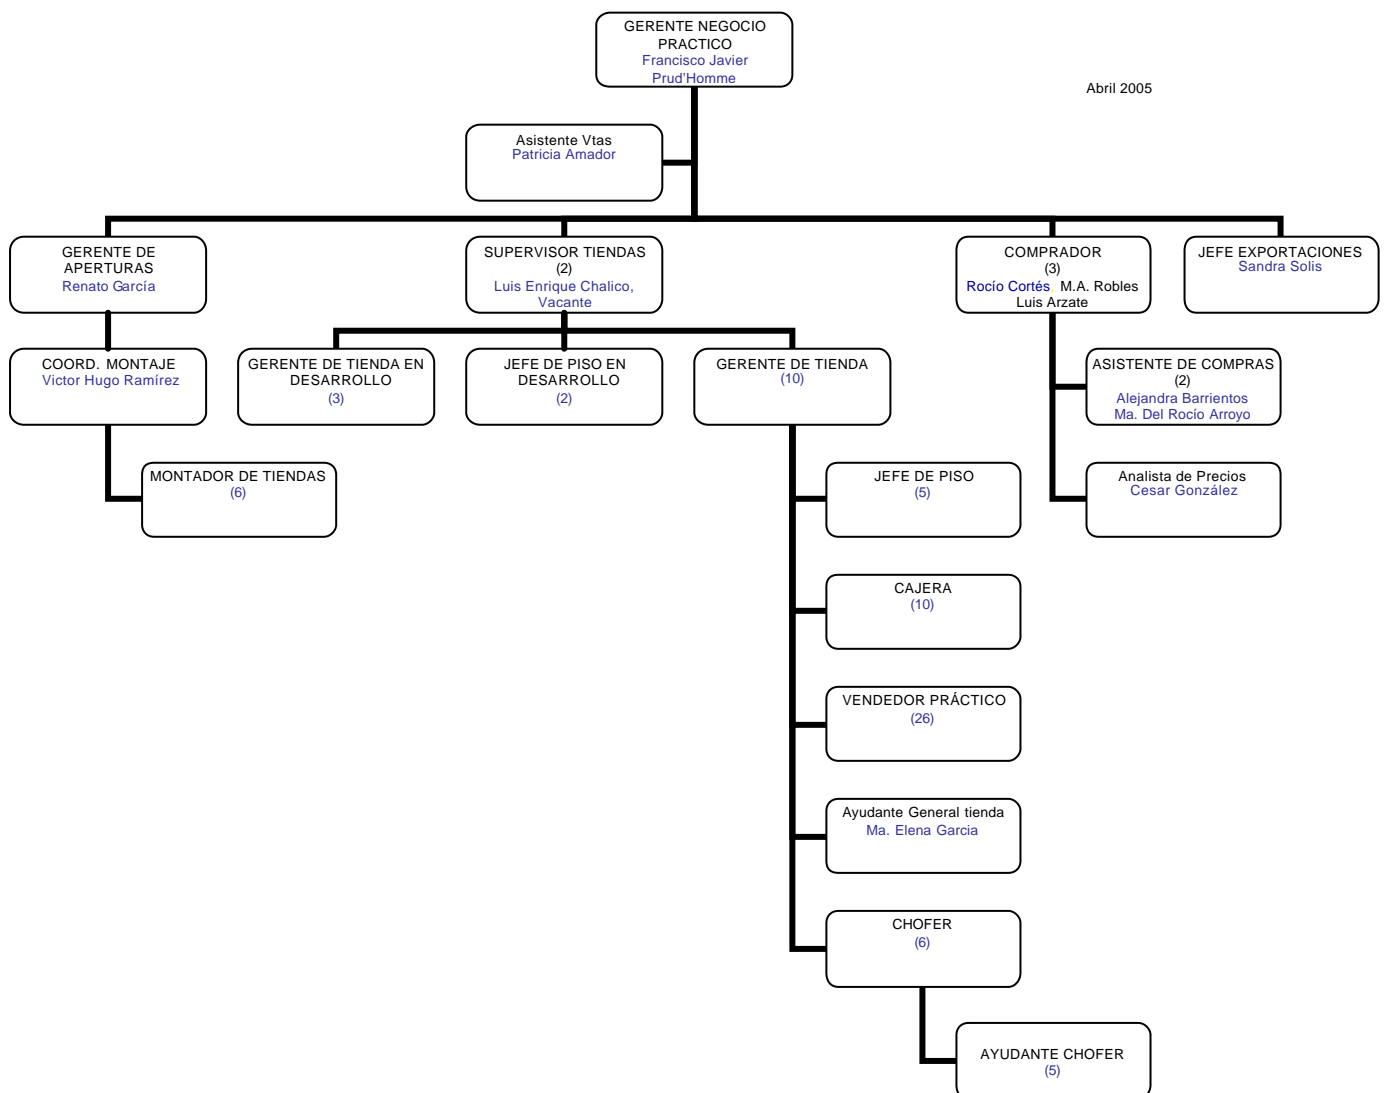 GERENTE NEGOCIO
PRACTICO
Francisco Javier
Prud'Homme
Abril 2005
Asistente Vtas
Patricia Amador
GERENTE DE
APERTURAS
Renato García
SUPERVISOR TIENDAS
(2)
Luis Enrique Chalico,
Vacante
COMPRADOR
(3)
Rocío Cortés, M.A. Robles
Luis Arzate
JEFE EXPORTACIONES
Sandra Solis
COORD. MONTAJE
Victor Hugo Ramírez
GERENTE DE TIENDA EN
DESARROLLO
(3)
JEFE DE PISO EN
DESARROLLO
(2)
GERENTE DE TIENDA
(10)
ASISTENTE DE COMPRAS
(2)
Alejandra Barrientos
Ma. Del Rocío Arroyo
MONTADOR DE TIENDAS
(6)
JEFE DE PISO
(5)
Analista de Precios
Cesar González
CAJERA
(10)
VENDEDOR PRÁCTICO
(26)
Ayudante General tienda
Ma. Elena Garcia
CHOFER
(6)
AYUDANTE CHOFER
(5)